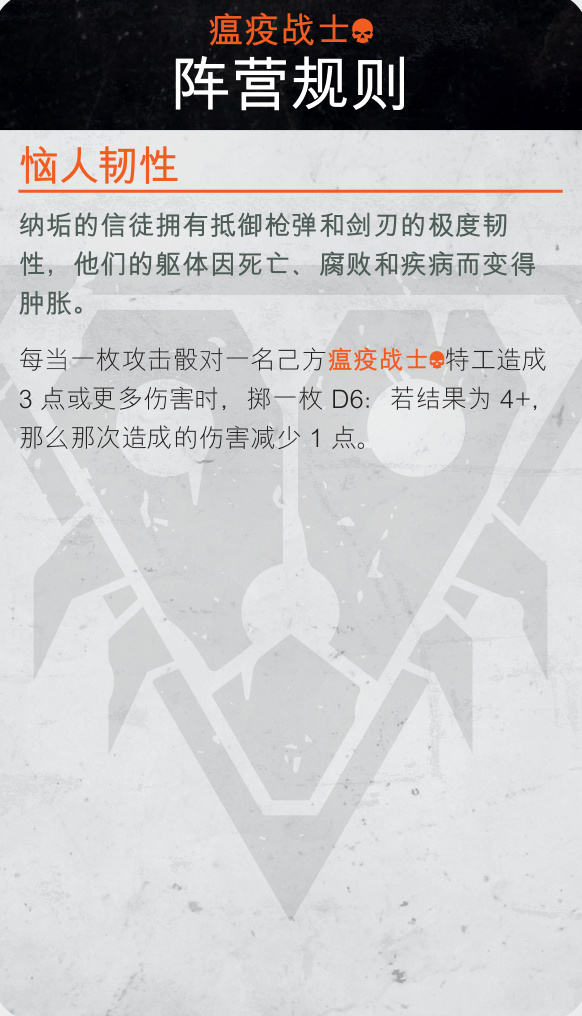 瘟疫战士
阵营规则
恼人韧性
纳垢的信徒拥有抵御枪弹和剑刃的极度韧
性，他们的躯体因死亡、腐败和疾病而变得
肿胀。
每当一枚攻击骰对一名己方瘟疫战士特工造成
3 点或更多伤害时，掷一枚 D6：若结果为 4+，
那么那次造成的伤害减少 1 点。